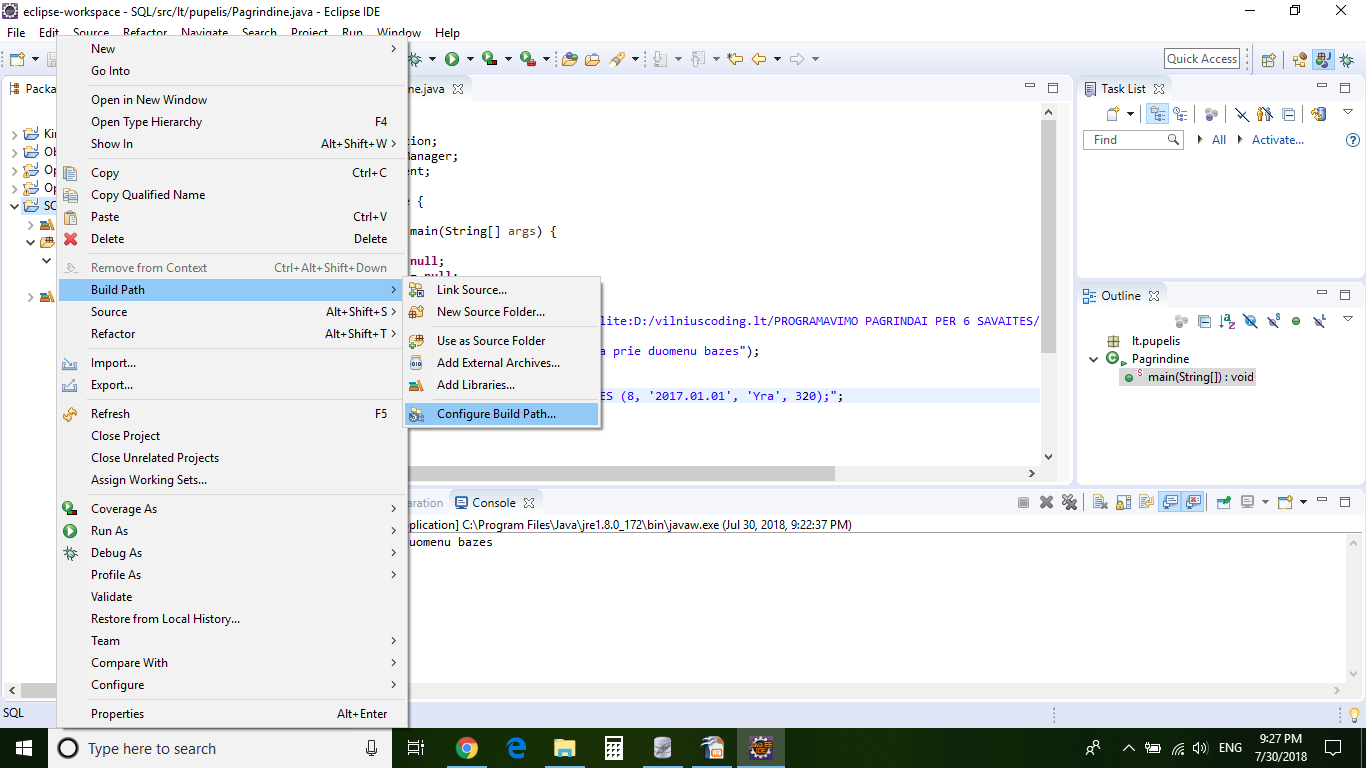 eclipse-workspace - SQL/src/lt/pupelis/Pagrindine.java - Eclipse IDE
File Edit Source Refactor Navigate Search Project Run Window Help
Quick Access
Packa
ne.java
Task List
Find
All
Activate...
Outline
lt.pupelis
Pagrindine
main(String[]) : void
Kin
Ob
Op
Op
New
Go Into
Open in New Window
Open Type Hierarchy F4
Show In Alt+Shift+W
Copy Ctrl+C
Copy Qualified Name
Paste Ctrl+V
Delete Delete
Remove from Context Ctrl+Alt+Shift+Down
Build Path
Source Alt+Shift+S
Refactor Alt+Shift+T
Import...
Export...
Refresh F5
Close Project
Close Unrelated Projects
Assign Working Sets...
Coverage As
Run As
Debug As
Profile As
Validate
Restore from Local History...
Team
Compare With
Configure
Properties Alt+Enter
Link Source...
New Source Folder...
Use as Source Folder
Add External Archives...
Add Libraries...
Configure Build Path...
ion;
Manager;
nt;
e {
main(String[] args) {
null;
null;
lite:D:/vilniuscoding.lt/PROGRAMAVIMO PAGRINDAI PER 6 SAVAITES/
a prie duomenu bazes");
ES (8, '2017.01.01', 'Yra', 320);";
aration
Console
plication] C:\Program Files\Java\jre1.8.0_172\bin\javaw.exe (Jul 30, 2018, 9:22:37 PM)
uomenu bazes
SQL
Type here to search
ENG
9:27 PM
7/30/2018